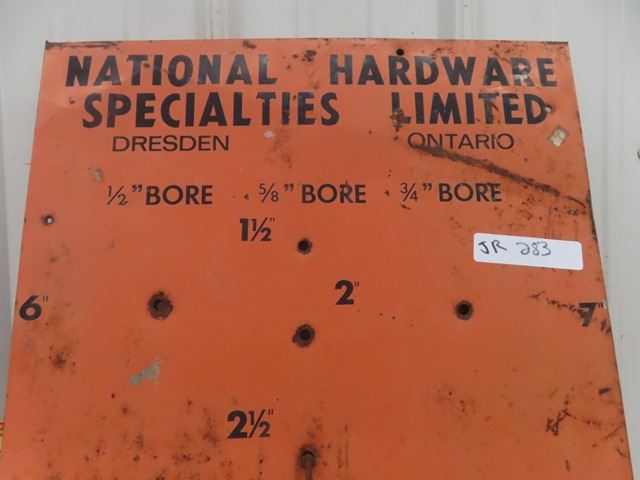 NATIONAL HARDWARE
SPECIALTIES LIMITED
DRESDEN ONTARIO
½" BORE ⅝" BORE ¾" BORE
1½"
JR 283
6" 2" 7"
2½"